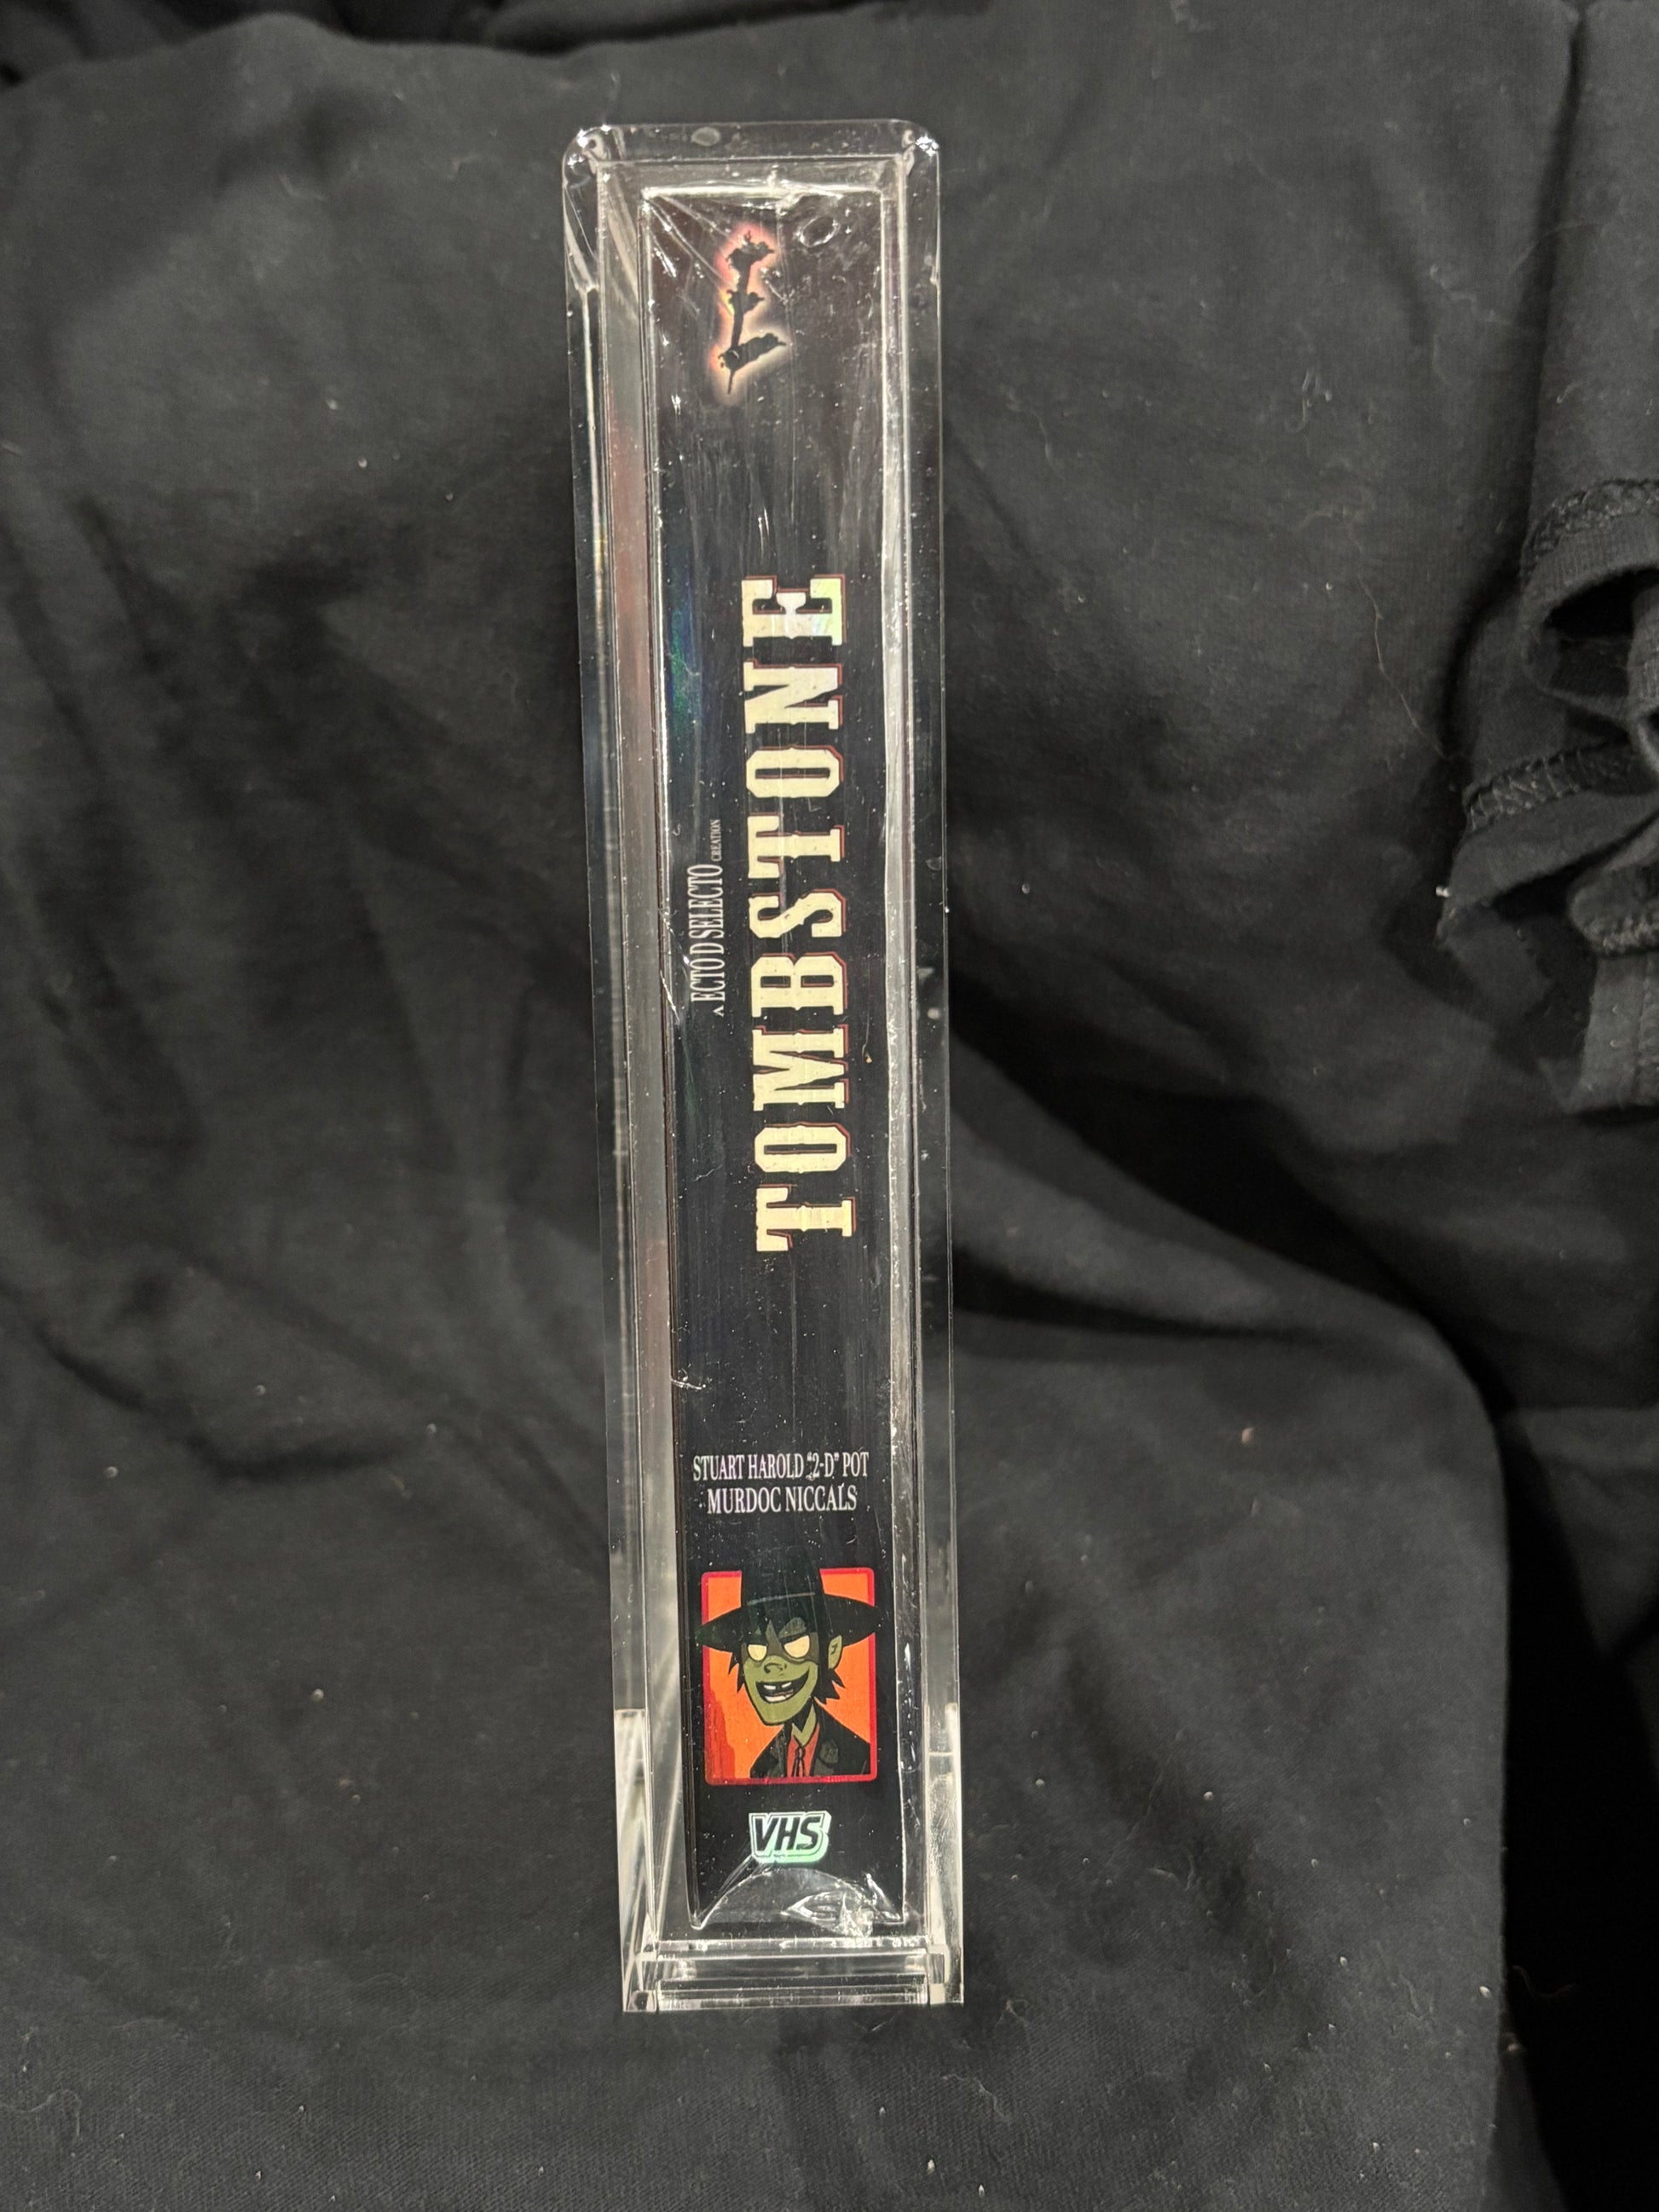 A ECTO D SELECTO CREATION
TOMBSTONE
STUART HAROLD "2-D" POT
MURDOC NICCALS
VHS